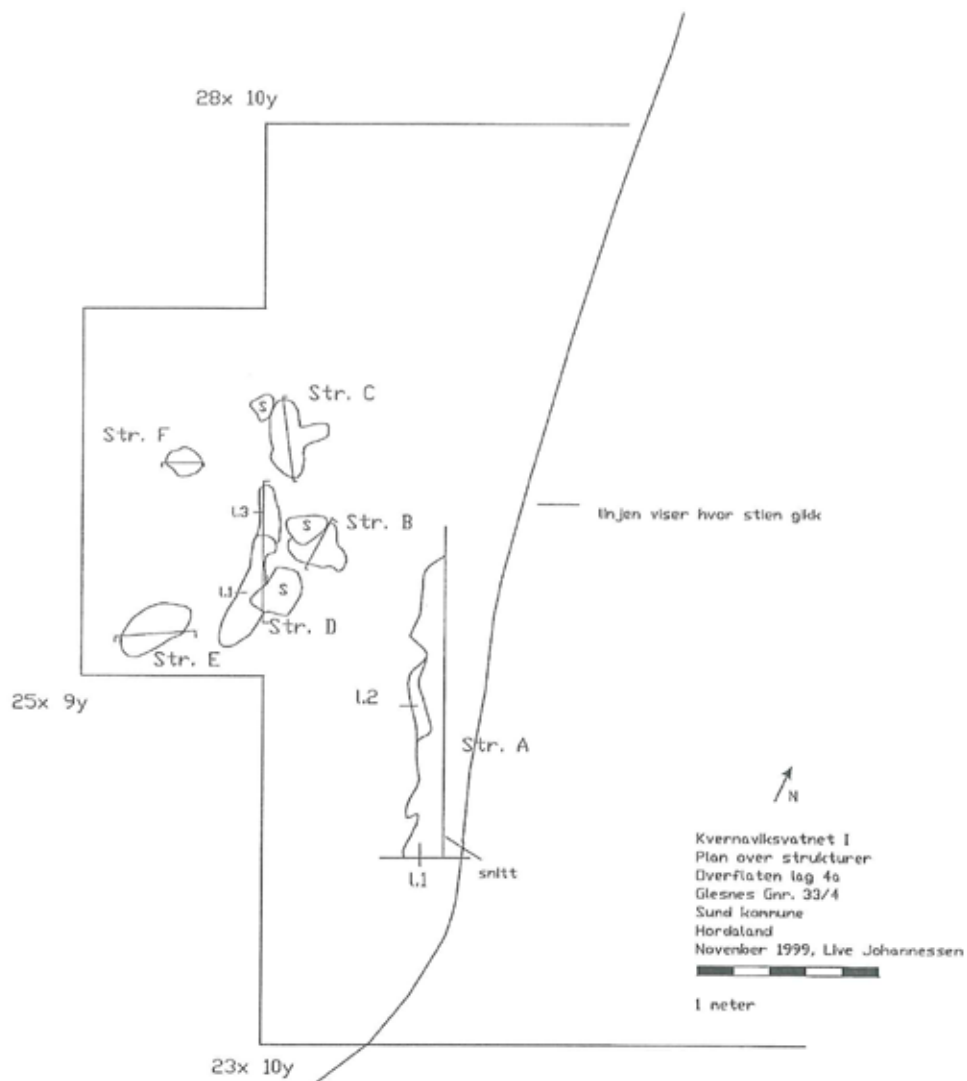 28x 10y
S
Str. C
Str. F
l.3
S
Str. B
linjen viser hvor stien gikk
l.1
S
Str. D
Str. E
l.2
25x 9y
Str. A
N
Kvernaviksvatnet I
Plan over strukturer
Overflaten lag 4a
Glesnes Gnr. 33/4
Sund kommune
Hordaland
November 1999, Live Johannessen
snitt
l.1
1 meter
23x 10y